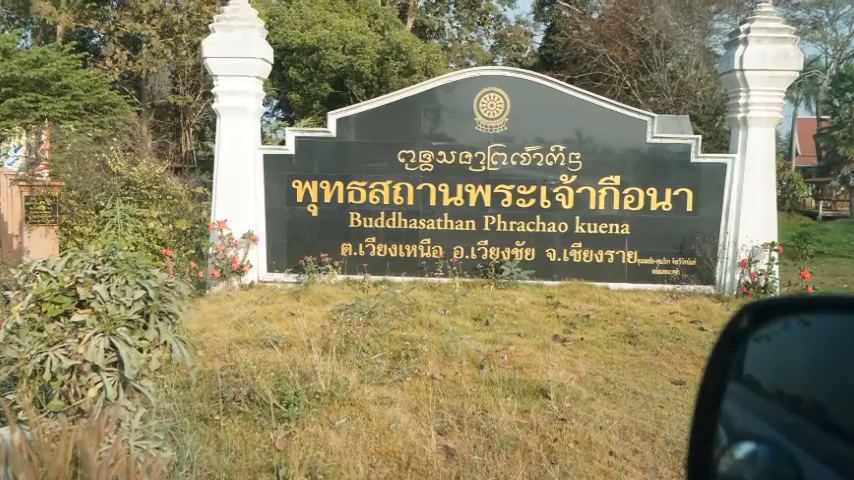 พุทธสถานพระเจ้ากือนา
Buddhasathan Phrachao kuena
ต.เวียงเหนือ อ.เวียงชัย จ.เชียงราย